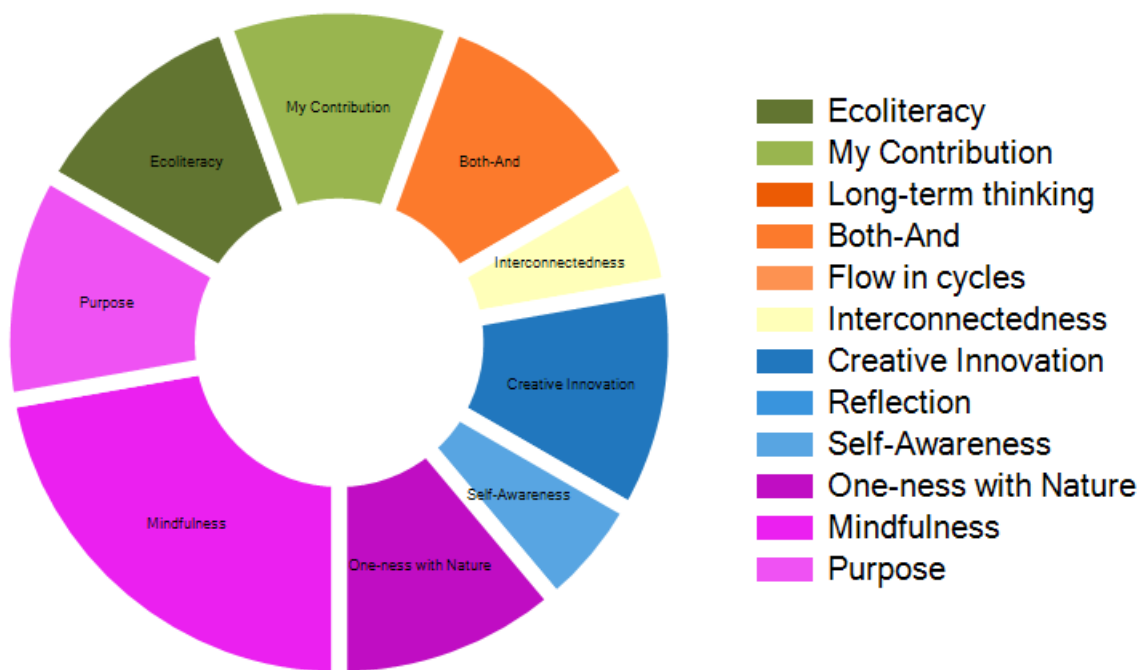 My Contribution
Ecoliteracy
Both-And
Interconnectedness
Purpose
Creative Innovation
Self-Awareness
Mindfulness
One-ness with Nature
Ecoliteracy
My Contribution
Long-term thinking
Both-And
Flow in cycles
Interconnectedness
Creative Innovation
Reflection
Self-Awareness
One-ness with Nature
Mindfulness
Purpose